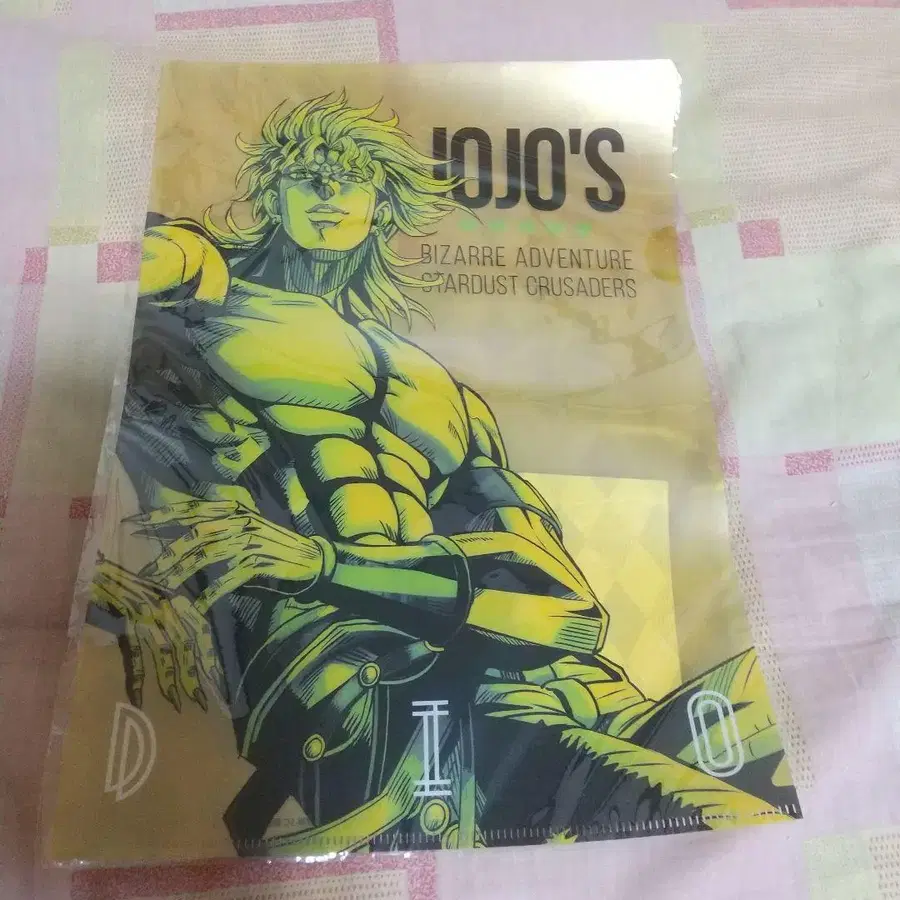 JOJO'S
BIZARRE ADVENTURE
STARDUST CRUSADERS
D I O